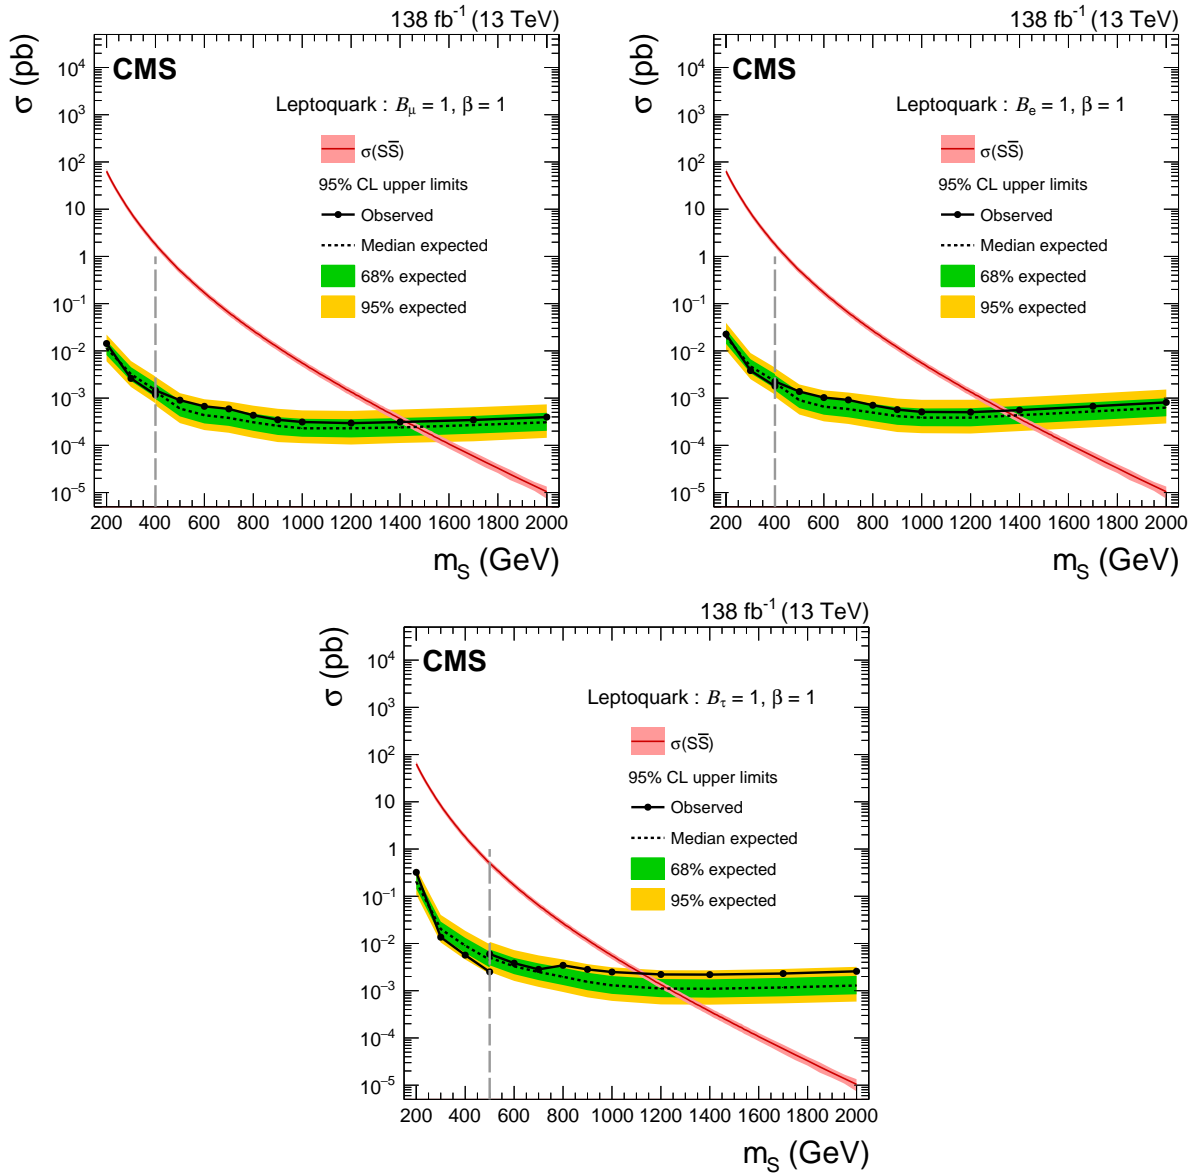 138 fb⁻¹ (13 TeV)
σ (pb)
CMS
Leptoquark : Bμ = 1, β = 1
σ(SS̅)
95% CL upper limits
Observed
Median expected
68% expected
95% expected
10⁴
10³
10²
10
1
10⁻¹
10⁻²
10⁻³
10⁻⁴
10⁻⁵
200 400 600 800 1000 1200 1400 1600 1800 2000
m_S (GeV)
138 fb⁻¹ (13 TeV)
σ (pb)
CMS
Leptoquark : Bₑ = 1, β = 1
σ(SS̅)
95% CL upper limits
Observed
Median expected
68% expected
95% expected
10⁴
10³
10²
10
1
10⁻¹
10⁻²
10⁻³
10⁻⁴
10⁻⁵
200 400 600 800 1000 1200 1400 1600 1800 2000
m_S (GeV)
138 fb⁻¹ (13 TeV)
σ (pb)
CMS
Leptoquark : Bτ = 1, β = 1
σ(SS̅)
95% CL upper limits
Observed
Median expected
68% expected
95% expected
10⁴
10³
10²
10
1
10⁻¹
10⁻²
10⁻³
10⁻⁴
10⁻⁵
200 400 600 800 1000 1200 1400 1600 1800 2000
m_S (GeV)